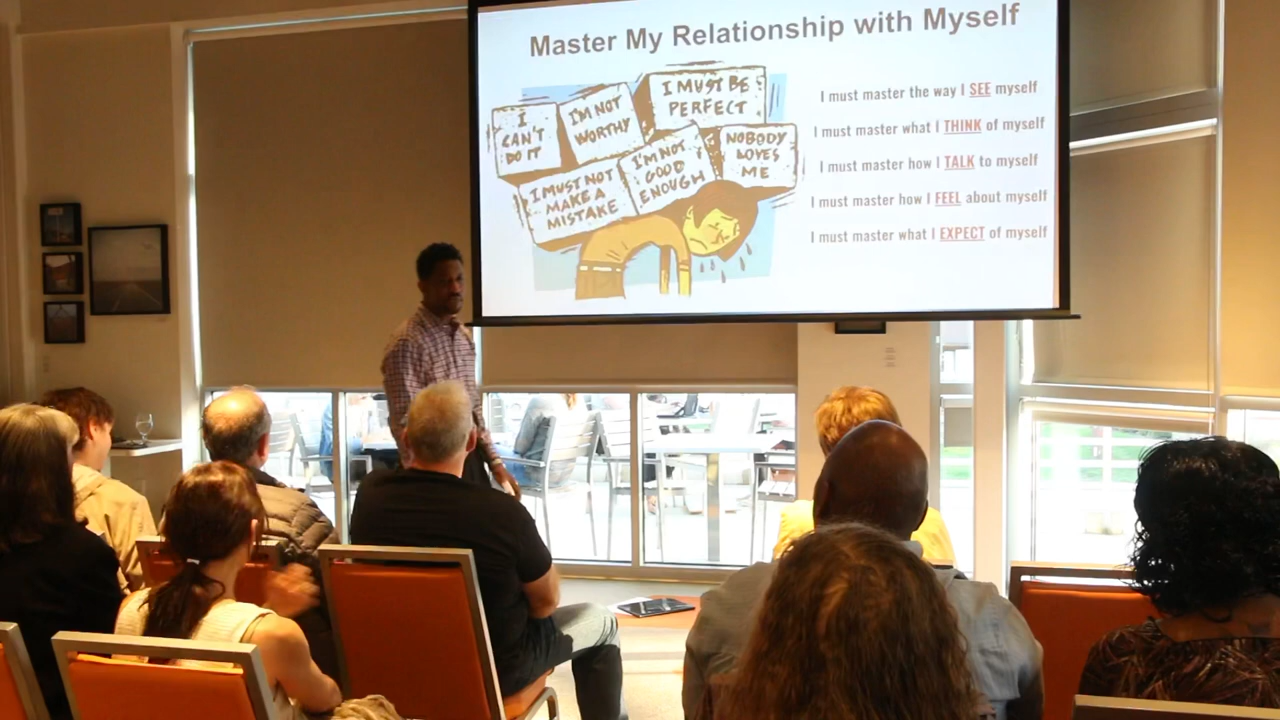 Master My Relationship with Myself
I
CAN'T
DO IT
I'M NOT
WORTHY
I MUST BE
PERFECT
I MUST NOT
MAKE A
MISTAKE
I'M NOT
GOOD
ENOUGH
NOBODY
LOVES
ME
I must master the way I SEE myself
I must master what I THINK of myself
I must master how I TALK to myself
I must master how I FEEL about myself
I must master what I EXPECT of myself